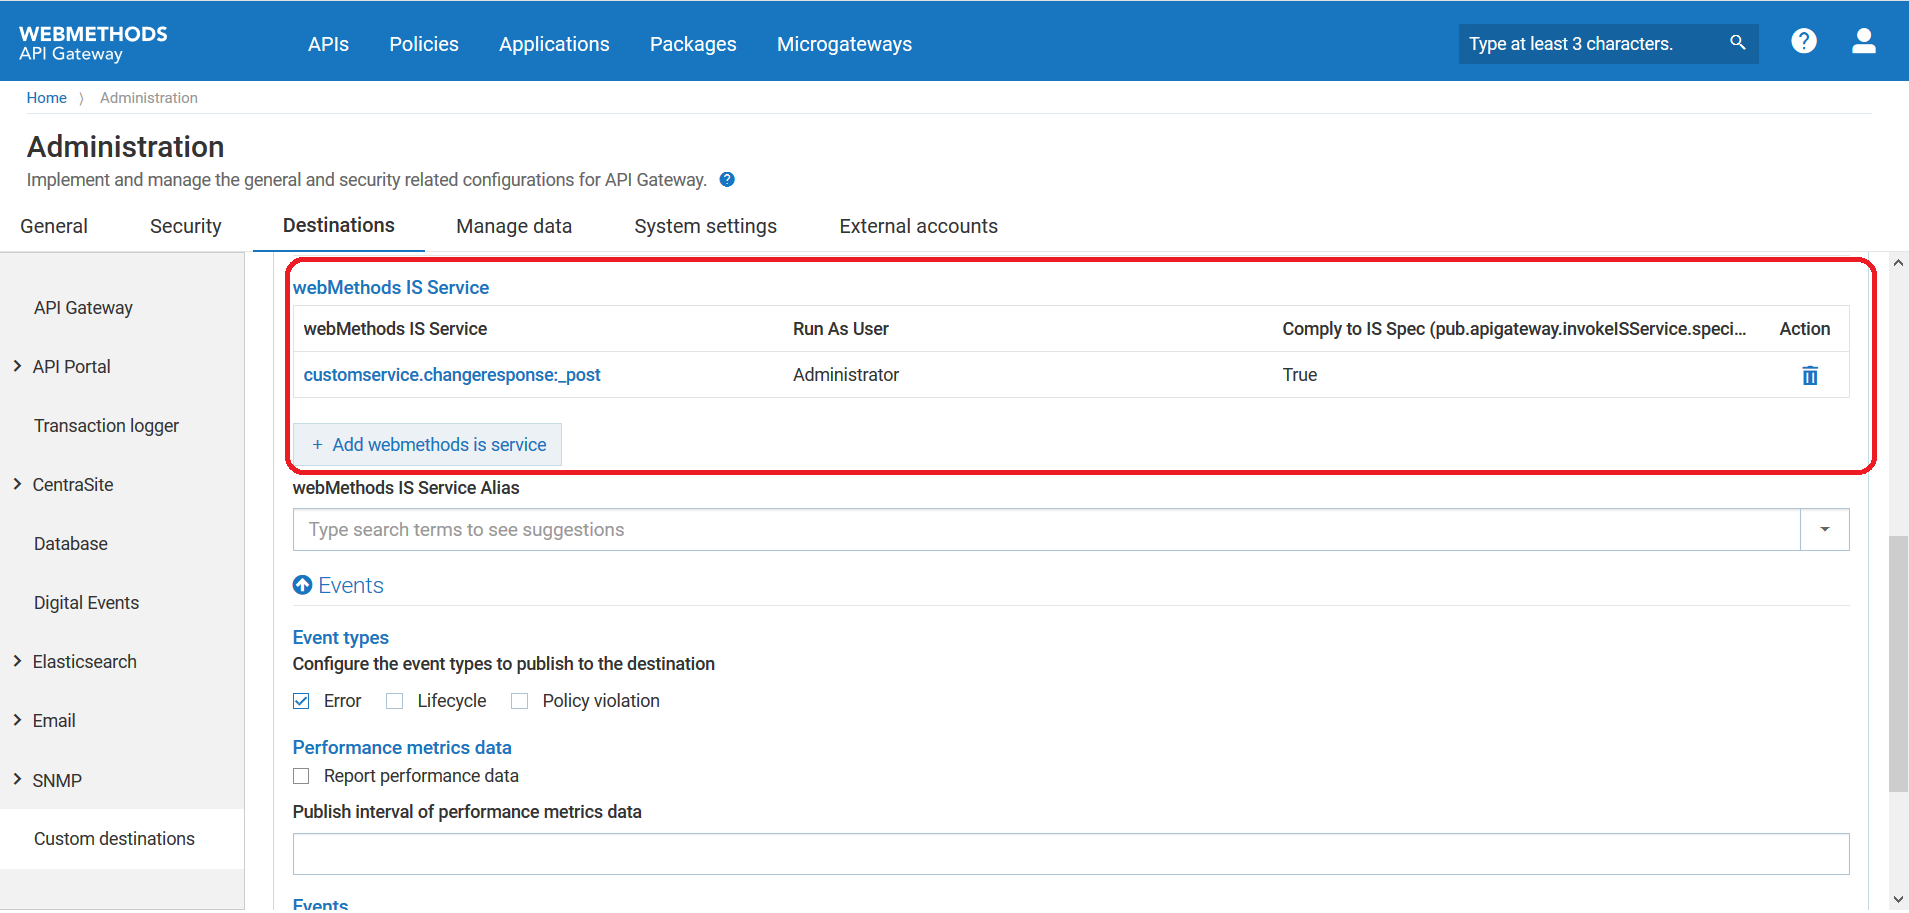 WEBMETHODS
API Gateway
APIs Policies Applications Packages Microgateways
Type at least 3 characters.
?
Home 〉 Administration
Administration
Implement and manage the general and security related configurations for API Gateway. ?
General Security Destinations Manage data System settings External accounts
API Gateway
API Portal
Transaction logger
CentraSite
Database
Digital Events
Elasticsearch
Email
SNMP
Custom destinations
webMethods IS Service
webMethods IS Service Run As User Comply to IS Spec (pub.apigateway.invokeISService.speci... Action
customservice.changeresponse:_post Administrator True
+ Add webmethods is service
webMethods IS Service Alias
Type search terms to see suggestions
Events
Event types
Configure the event types to publish to the destination
Error Lifecycle Policy violation
Performance metrics data
Report performance data
Publish interval of performance metrics data
Events